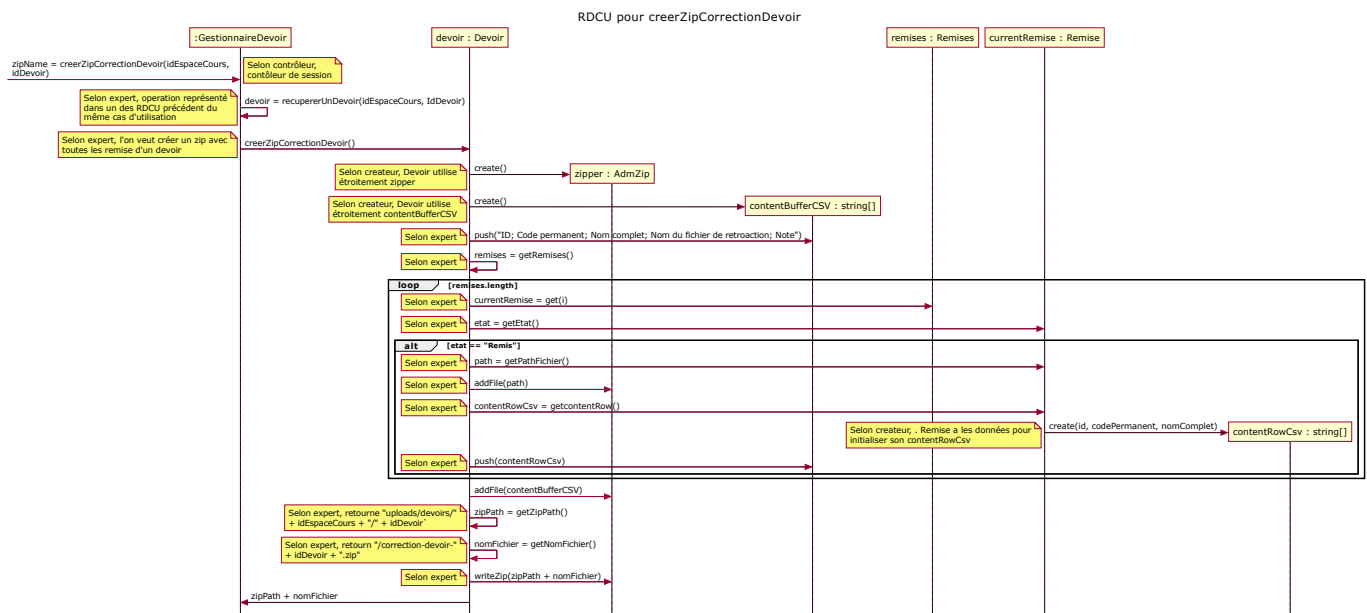 RDCU pour creerZipCorrectionDevoir
:GestionnaireDevoir
devoir : Devoir
remises : Remises
currentRemise : Remise
zipName = creerZipCorrectionDevoir(idEspaceCours,
idDevoir)
Selon contrôleur,
contôleur de session
Selon expert, operation représenté
dans un des RDCU précédent du
même cas d'utilisation
devoir = recupererUnDevoir(idEspaceCours, IdDevoir)
Selon expert, l'on veut créer un zip avec
toutes les remise d'un devoir
creerZipCorrectionDevoir()
Selon createur, Devoir utilise
étroitement zipper
create()
zipper : AdmZip
Selon createur, Devoir utilise
étroitement contentBufferCSV
create()
contentBufferCSV : string[]
Selon expert
push("ID; Code permanent; Nom complet; Nom du fichier de retroaction; Note")
Selon expert
remises = getRemises()
loop
[remises.length]
Selon expert
currentRemise = get(i)
Selon expert
etat = getEtat()
alt
[etat == "Remis"]
Selon expert
path = getPathFichier()
Selon expert
addFile(path)
Selon expert
contentRowCsv = getcontentRow()
Selon createur, . Remise a les données pour
initialiser son contentRowCsv
create(id, codePermanent, nomComplet)
contentRowCsv : string[]
Selon expert
push(contentRowCsv)
addFile(contentBufferCSV)
Selon expert, retourne "uploads/devoirs/"
+ idEspaceCours + "/" + idDevoir`
zipPath = getZipPath()
Selon expert, retourn "/correction-devoir-"
+ idDevoir + ".zip"
nomFichier = getNomFichier()
Selon expert
writeZip(zipPath + nomFichier)
zipPath + nomFichier